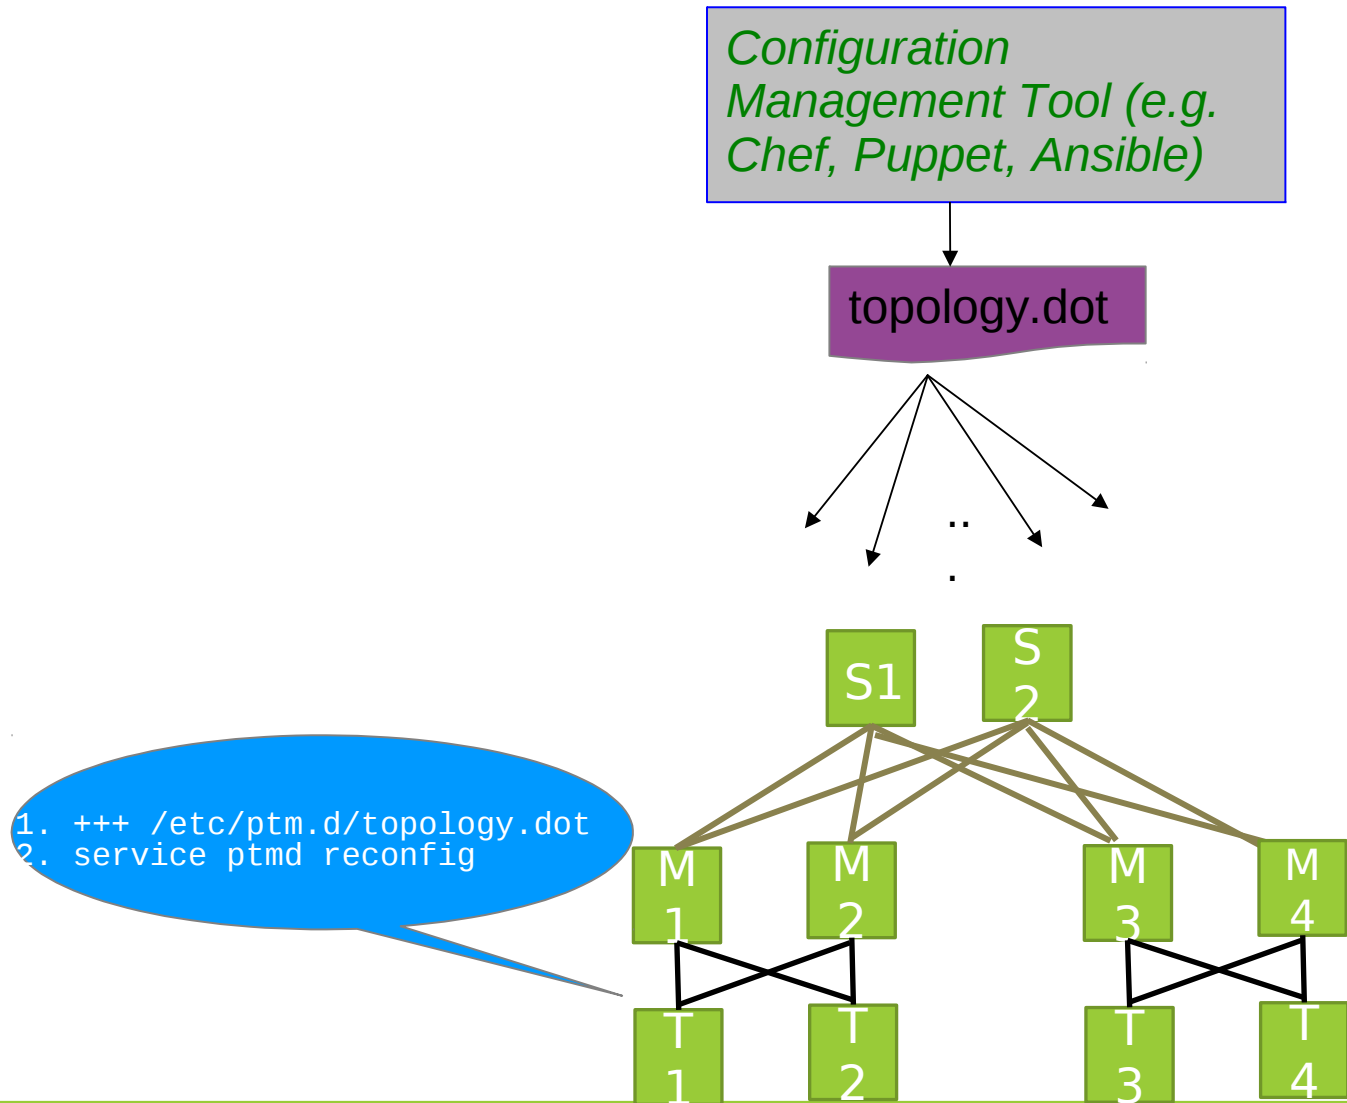 Configuration
Management Tool (e.g.
Chef, Puppet, Ansible)
topology.dot
..
.
S1
S
2
1. +++ /etc/ptm.d/topology.dot
2. service ptmd reconfig
M
1
M
2
M
3
M
4
T
1
T
2
T
3
T
4